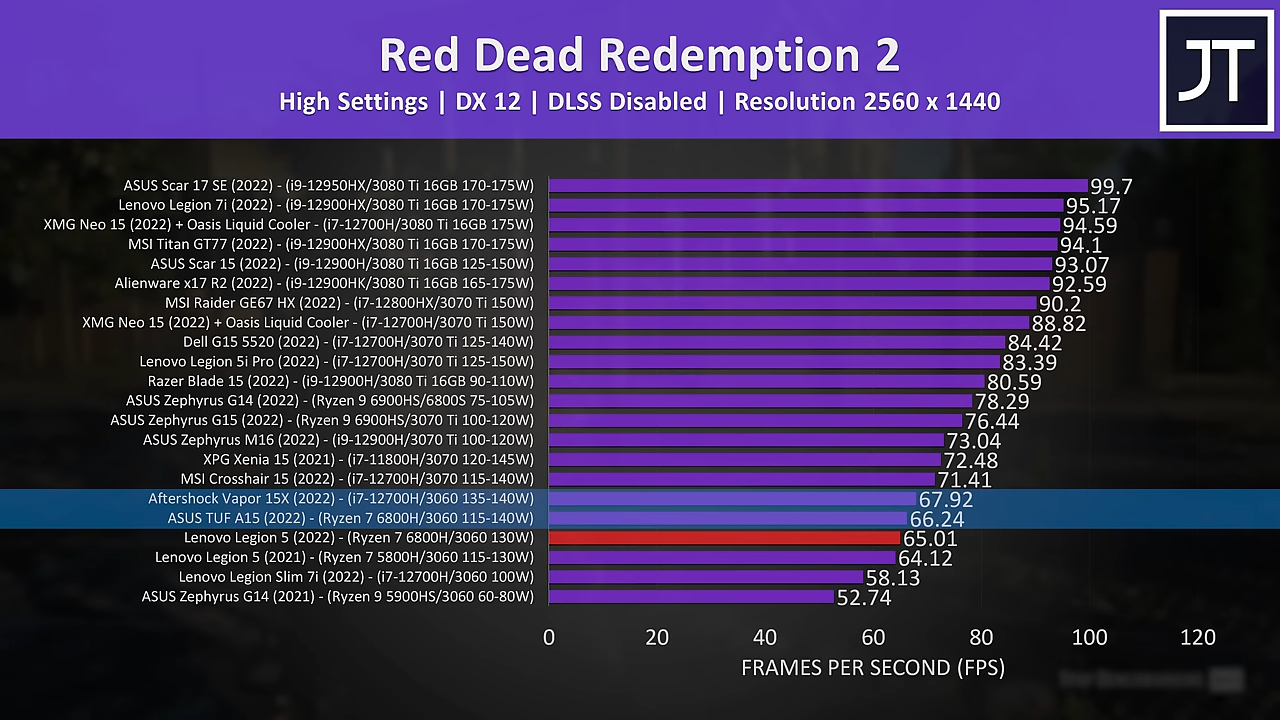 Red Dead Redemption 2
High Settings | DX 12 | DLSS Disabled | Resolution 2560 x 1440
JT
ASUS Scar 17 SE (2022) - (i9-12950HX/3080 Ti 16GB 170-175W) 99.7
Lenovo Legion 7i (2022) - (i9-12900HX/3080 Ti 16GB 170-175W) 95.17
XMG Neo 15 (2022) + Oasis Liquid Cooler - (i7-12700H/3080 Ti 16GB 175W) 94.59
MSI Titan GT77 (2022) - (i9-12900HX/3080 Ti 16GB 170-175W) 94.1
ASUS Scar 15 (2022) - (i9-12900H/3080 Ti 16GB 125-150W) 93.07
Alienware x17 R2 (2022) - (i9-12900HK/3080 Ti 16GB 165-175W) 92.59
MSI Raider GE67 HX (2022) - (i7-12800HX/3070 Ti 150W) 90.2
XMG Neo 15 (2022) + Oasis Liquid Cooler - (i7-12700H/3070 Ti 150W) 88.82
Dell G15 5520 (2022) - (i7-12700H/3070 Ti 125-140W) 84.42
Lenovo Legion 5i Pro (2022) - (i7-12700H/3070 Ti 125-150W) 83.39
Razer Blade 15 (2022) - (i9-12900H/3080 Ti 16GB 90-110W) 80.59
ASUS Zephyrus G14 (2022) - (Ryzen 9 6900HS/6800S 75-105W) 78.29
ASUS Zephyrus G15 (2022) - (Ryzen 9 6900HS/3070 Ti 100-120W) 76.44
ASUS Zephyrus M16 (2022) - (i9-12900H/3070 Ti 100-120W) 73.04
XPG Xenia 15 (2021) - (i7-11800H/3070 120-145W) 72.48
MSI Crosshair 15 (2022) - (i7-12700H/3070 115-140W) 71.41
Aftershock Vapor 15X (2022) - (i7-12700H/3060 135-140W) 67.92
ASUS TUF A15 (2022) - (Ryzen 7 6800H/3060 115-140W) 66.24
Lenovo Legion 5 (2022) - (Ryzen 7 6800H/3060 130W) 65.01
Lenovo Legion 5 (2021) - (Ryzen 7 5800H/3060 115-130W) 64.12
Lenovo Legion Slim 7i (2022) - (i7-12700H/3060 100W) 58.13
ASUS Zephyrus G14 (2021) - (Ryzen 9 5900HS/3060 60-80W) 52.74
0 20 40 60 80 100 120
FRAMES PER SECOND (FPS)